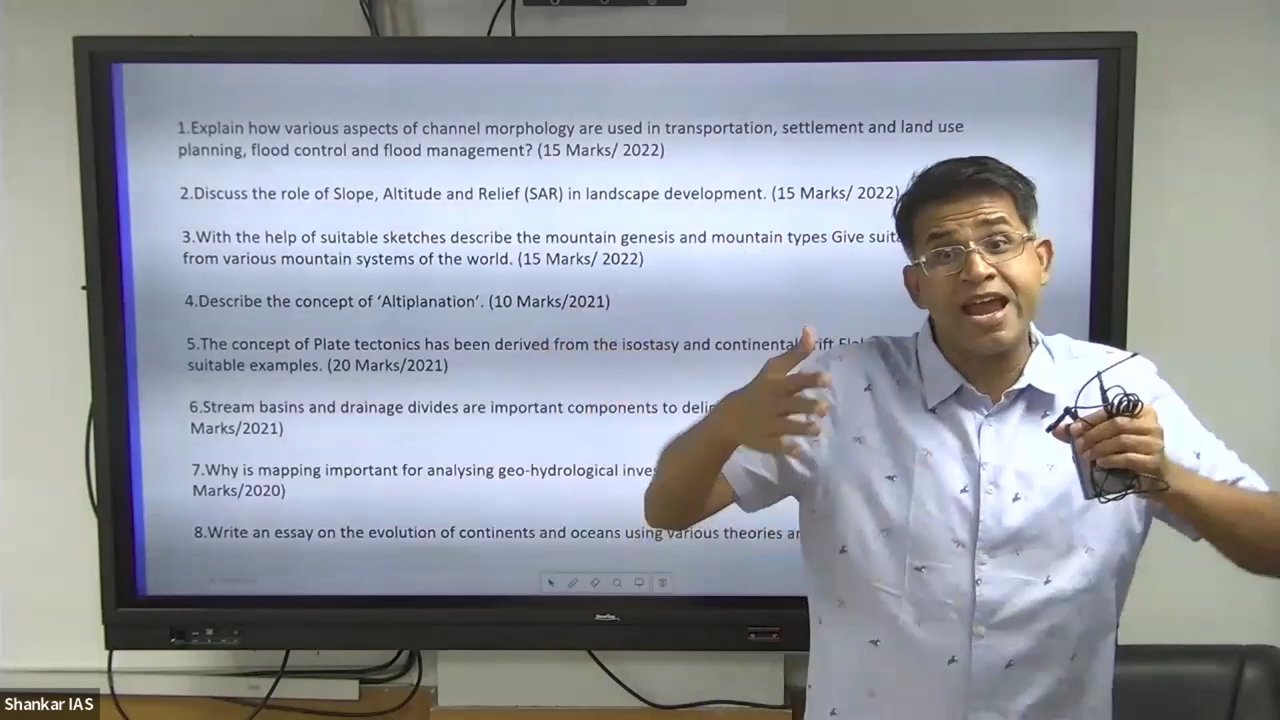 1.Explain how various aspects of channel morphology are used in transportation, settlement and land use
planning, flood control and flood management? (15 Marks/ 2022)
2.Discuss the role of Slope, Altitude and Relief (SAR) in landscape development. (15 Marks/ 2022)
3.With the help of suitable sketches describe the mountain genesis and mountain types Give
from various mountain systems of the world. (15 Marks/ 2022)
4.Describe the concept of ‘Altiplanation’. (10 Marks/2021)
5.The concept of Plate tectonics has been derived from the isostasy and continental
suitable examples. (20 Marks/2021)
6.Stream basins and drainage divides are important components to
Marks/2021)
7.Why is mapping important for analysing geo-hydrological
Marks/2020)
8.Write an essay on the evolution of continents and oceans using various theories
Shankar IAS